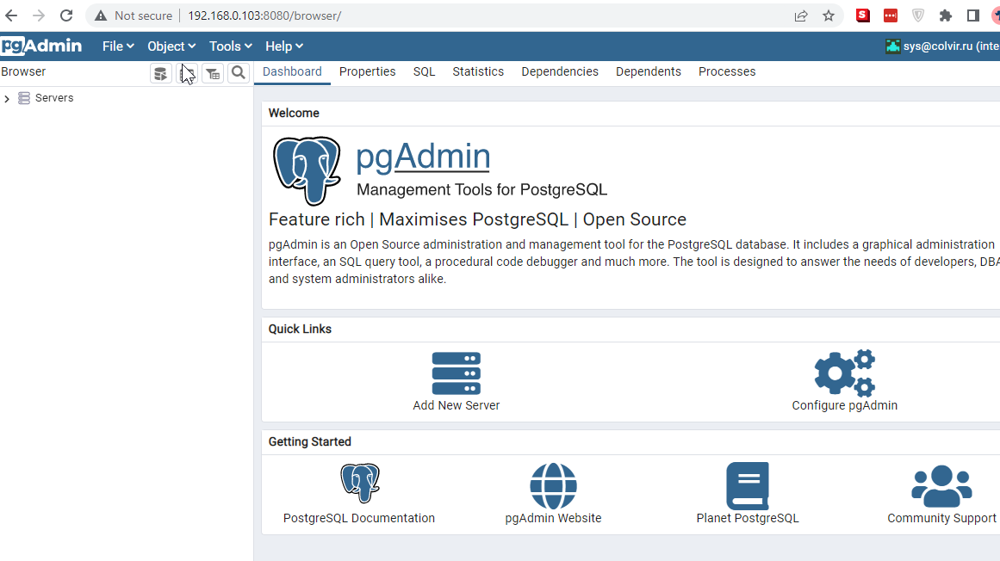 Not secure 192.168.0.103:8080/browser/
S
pgAdmin File Object Tools Help sys@colvir.ru (inte
Browser Dashboard Properties SQL Statistics Dependencies Dependents Processes
Servers
Welcome
pgAdmin
Management Tools for PostgreSQL
Feature rich | Maximises PostgreSQL | Open Source
pgAdmin is an Open Source administration and management tool for the PostgreSQL database. It includes a graphical administration
interface, an SQL query tool, a procedural code debugger and much more. The tool is designed to answer the needs of developers, DBA
and system administrators alike.
Quick Links
Add New Server Configure pgAdmin
Getting Started
PostgreSQL Documentation pgAdmin Website Planet PostgreSQL Community Support